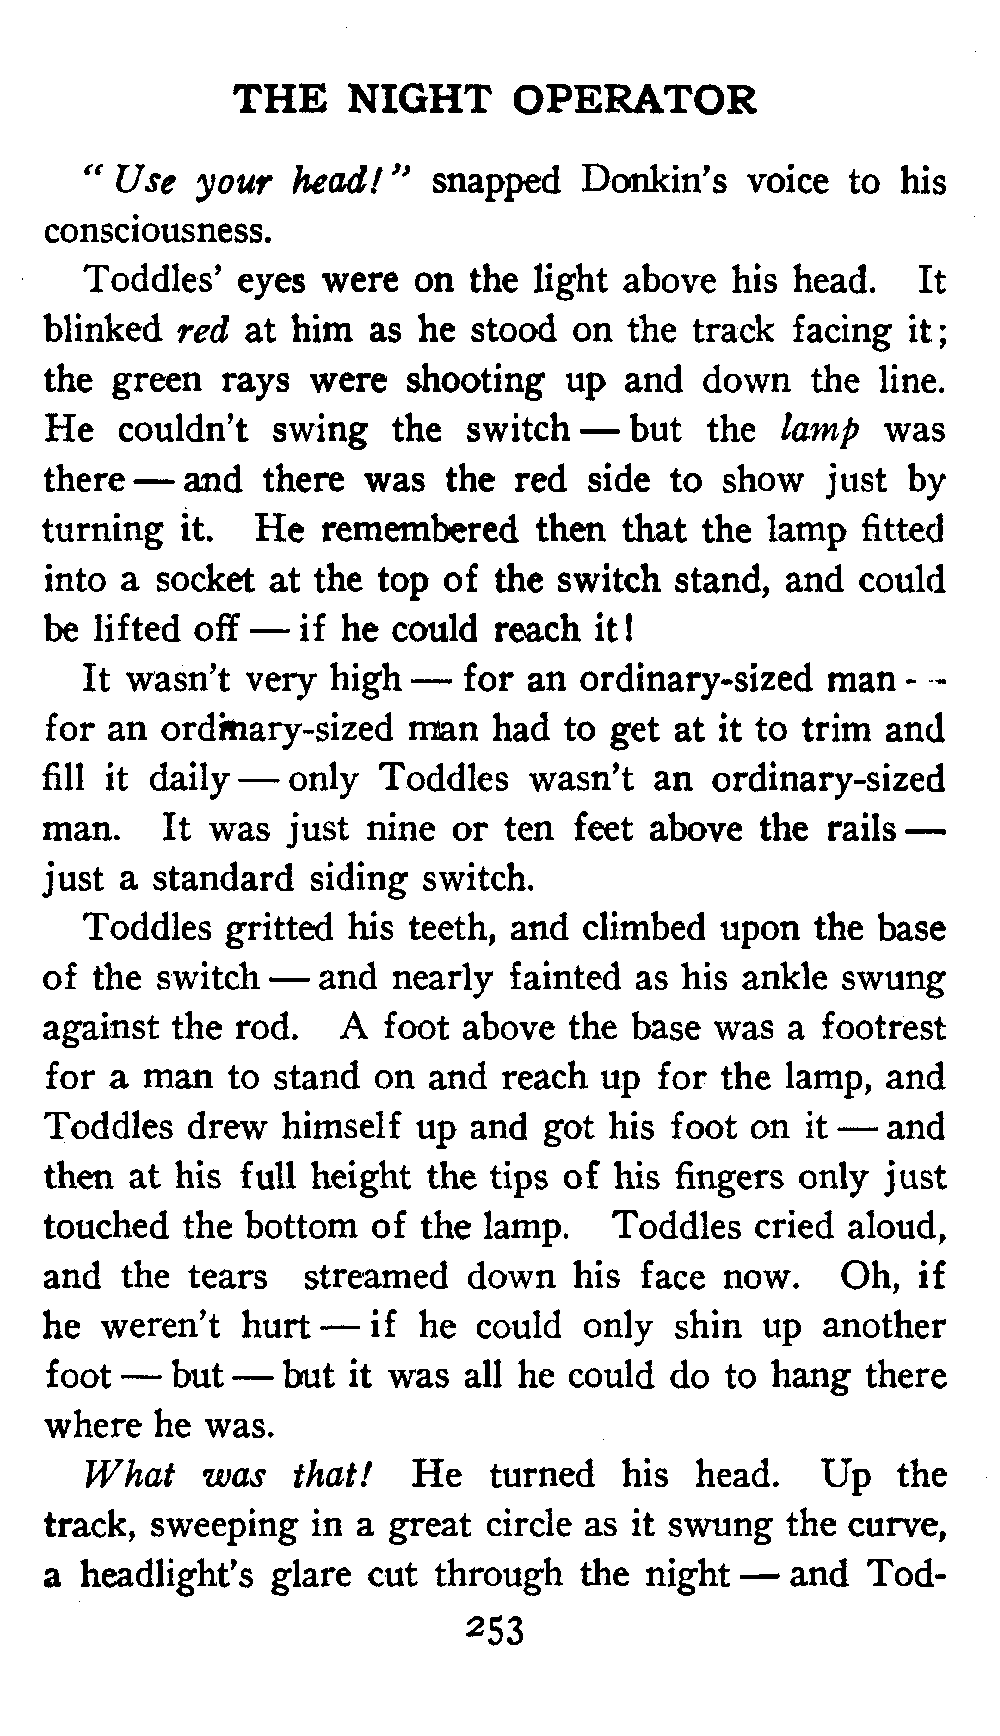 THE NIGHT OPERATOR
“ Use your head! ” snapped Donkin's voice to his
consciousness.
Toddles' eyes were on the light above his head. It
blinked red at him as he stood on the track facing it;
the green rays were shooting up and down the line.
He couldn't swing the switch — but the lamp was
there — and there was the red side to show just by
turning it. He remembered then that the lamp fitted
into a socket at the top of the switch stand, and could
be lifted off — if he could reach it!
It wasn't very high — for an ordinary-sized man - -
for an ordinary-sized man had to get at it to trim and
fill it daily — only Toddles wasn't an ordinary-sized
man. It was just nine or ten feet above the rails —
just a standard siding switch.
Toddles gritted his teeth, and climbed upon the base
of the switch — and nearly fainted as his ankle swung
against the rod. A foot above the base was a footrest
for a man to stand on and reach up for the lamp, and
Toddles drew himself up and got his foot on it — and
then at his full height the tips of his fingers only just
touched the bottom of the lamp. Toddles cried aloud,
and the tears streamed down his face now. Oh, if
he weren't hurt — if he could only shin up another
foot — but — but it was all he could do to hang there
where he was.
What was that! He turned his head. Up the
track, sweeping in a great circle as it swung the curve,
a headlight's glare cut through the night — and Tod-
253